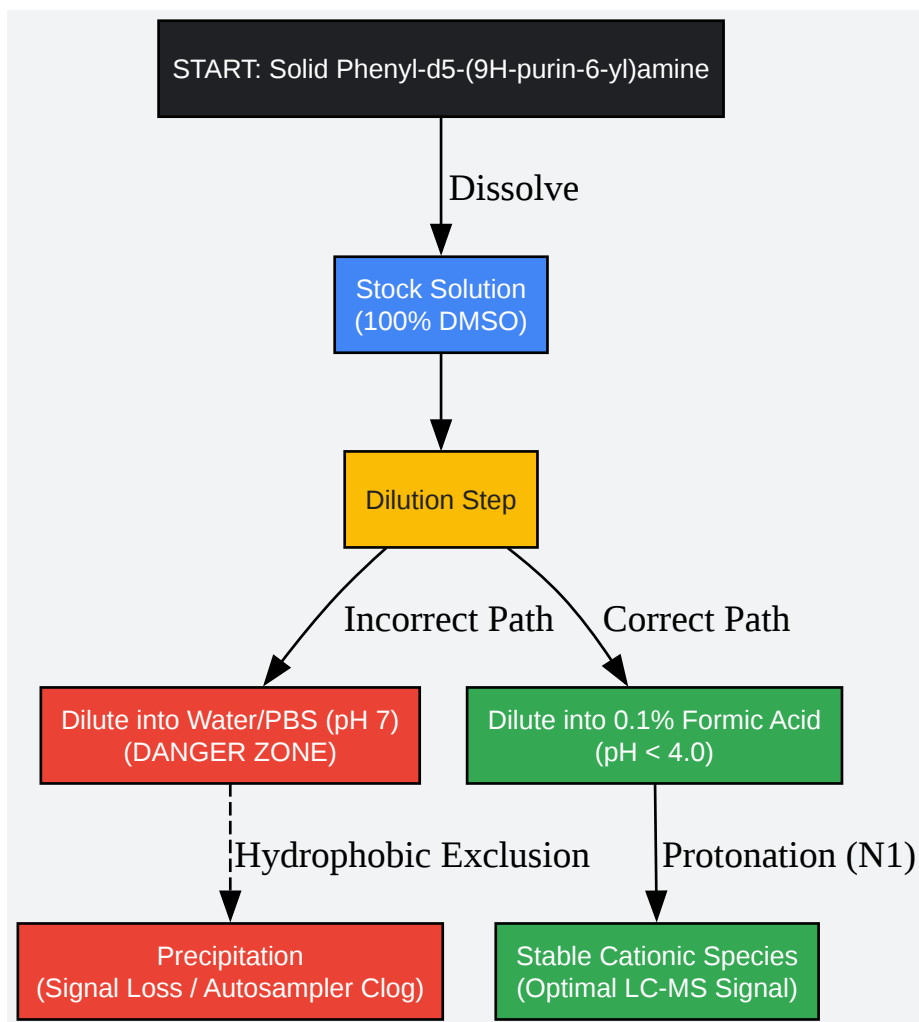 START: Solid Phenyl-d5-(9H-purin-6-yl)amine
Dissolve
Stock Solution
(100% DMSO)
Dilution Step
Incorrect Path
Correct Path
Dilute into Water/PBS (pH 7)
(DANGER ZONE)
Dilute into 0.1% Formic Acid
(pH < 4.0)
Hydrophobic Exclusion
Protonation (N1)
Precipitation
(Signal Loss / Autosampler Clog)
Stable Cationic Species
(Optimal LC-MS Signal)